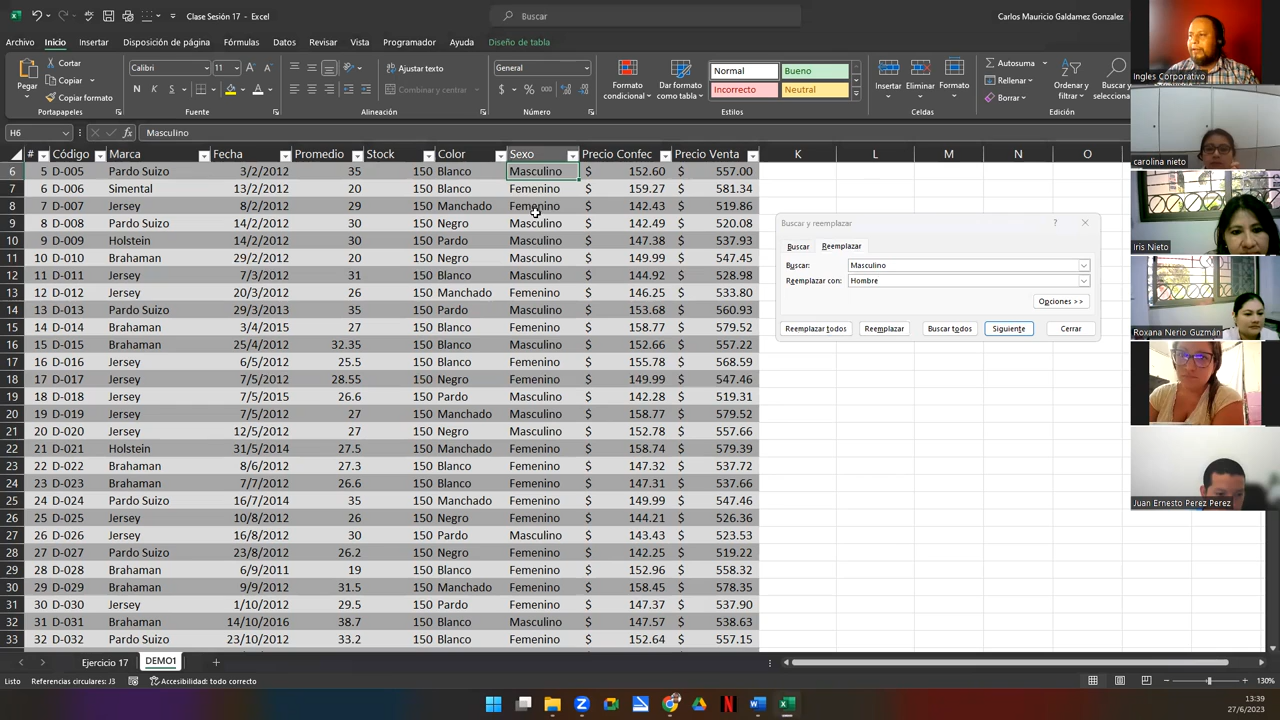 Clase Sesión 17 - Excel
Buscar
Carlos Mauricio Galdamez Gonzalez
Archivo Inicio Insertar Disposición de página Fórmulas Datos Revisar Vista Programador Ayuda Diseño de tabla
Pegar
Cortar
Copiar
Copiar formato
Portapapeles
Calibri 11
N K S
Fuente
Ajustar texto
Combinar y centrar
Alineación
General
Número
Formato condicional
Dar formato como tabla
Normal Bueno
Incorrecto Neutral
Estilos
Insertar Eliminar Formato
Celdas
Autosuma
Rellenar
Borrar
Ordenar y filtrar
Buscar y selecciona
Edición
H6 Masculino
# Código Marca Fecha Promedio Stock Color Sexo Precio Confec Precio Venta K L M N O
6 5 D-005 Pardo Suizo 3/2/2012 35 150 Blanco Masculino $ 152.60 $ 557.00
7 6 D-006 Simental 13/2/2012 20 150 Blanco Femenino $ 159.27 $ 581.34
8 7 D-007 Jersey 8/2/2012 29 150 Manchado Femenino $ 142.43 $ 519.86
9 8 D-008 Pardo Suizo 14/2/2012 30 150 Negro Masculino $ 142.49 $ 520.08
10 9 D-009 Holstein 14/2/2012 30 150 Pardo Masculino $ 147.38 $ 537.93
11 10 D-010 Brahaman 29/2/2012 20 150 Negro Masculino $ 149.99 $ 547.45
12 11 D-011 Jersey 7/3/2012 31 150 Blanco Masculino $ 144.92 $ 528.98
13 12 D-012 Jersey 20/3/2012 26 150 Manchado Femenino $ 146.25 $ 533.80
14 13 D-013 Pardo Suizo 29/3/2013 30 150 Pardo Masculino $ 153.68 $ 560.93
15 14 D-014 Brahaman 3/4/2015 27 150 Blanco Femenino $ 158.77 $ 579.52
16 15 D-015 Brahaman 25/4/2012 32.35 150 Blanco Masculino $ 152.66 $ 557.22
17 16 D-016 Jersey 6/5/2012 25.5 150 Blanco Femenino $ 155.78 $ 568.59
18 17 D-017 Jersey 7/5/2012 28.55 150 Negro Femenino $ 149.99 $ 547.46
19 18 D-018 Jersey 7/5/2015 26.6 150 Pardo Masculino $ 142.28 $ 519.31
20 19 D-019 Jersey 7/5/2012 27 150 Manchado Femenino $ 158.77 $ 579.52
21 20 D-020 Jersey 12/5/2012 27 150 Negro Masculino $ 152.78 $ 557.66
22 21 D-021 Holstein 31/5/2014 27.5 150 Manchado Femenino $ 158.74 $ 579.39
23 22 D-022 Brahaman 8/6/2012 27.3 150 Blanco Femenino $ 147.32 $ 537.72
24 23 D-023 Brahaman 7/7/2012 26.6 150 Blanco Femenino $ 147.31 $ 537.66
25 24 D-024 Pardo Suizo 16/7/2014 35 150 Manchado Femenino $ 149.99 $ 547.46
26 25 D-025 Jersey 10/8/2012 26 150 Negro Femenino $ 144.21 $ 526.36
27 26 D-026 Jersey 16/8/2012 30 150 Pardo Masculino $ 143.43 $ 523.53
28 27 D-027 Pardo Suizo 23/8/2012 26.2 150 Negro Femenino $ 142.25 $ 519.22
29 28 D-028 Brahaman 6/9/2011 19 150 Blanco Femenino $ 152.96 $ 558.32
30 29 D-029 Brahaman 9/9/2012 31.5 150 Manchado Femenino $ 158.45 $ 578.35
31 30 D-030 Jersey 1/10/2012 29.5 150 Pardo Femenino $ 147.37 $ 537.90
32 31 D-031 Brahaman 14/10/2016 38.7 150 Blanco Masculino $ 147.57 $ 538.63
33 32 D-032 Pardo Suizo 23/10/2012 33.2 150 Blanco Femenino $ 152.64 $ 557.15
Buscar y reemplazar
Buscar Reemplazar
Buscar: Masculino
Reemplazar con: Hombre
Opciones >>
Reemplazar todos Reemplazar Buscar todos Siguiente Cerrar
Ingles Corporativo
carolina nieto
Iris Nieto
Roxana Nerio Guzmán
Juan Ernesto Perez Perez
Ejercicio 17 DEMO1
Listo Referencias circulares: J3 Accesibilidad: todo correcto 130%
13:39
27/6/2023